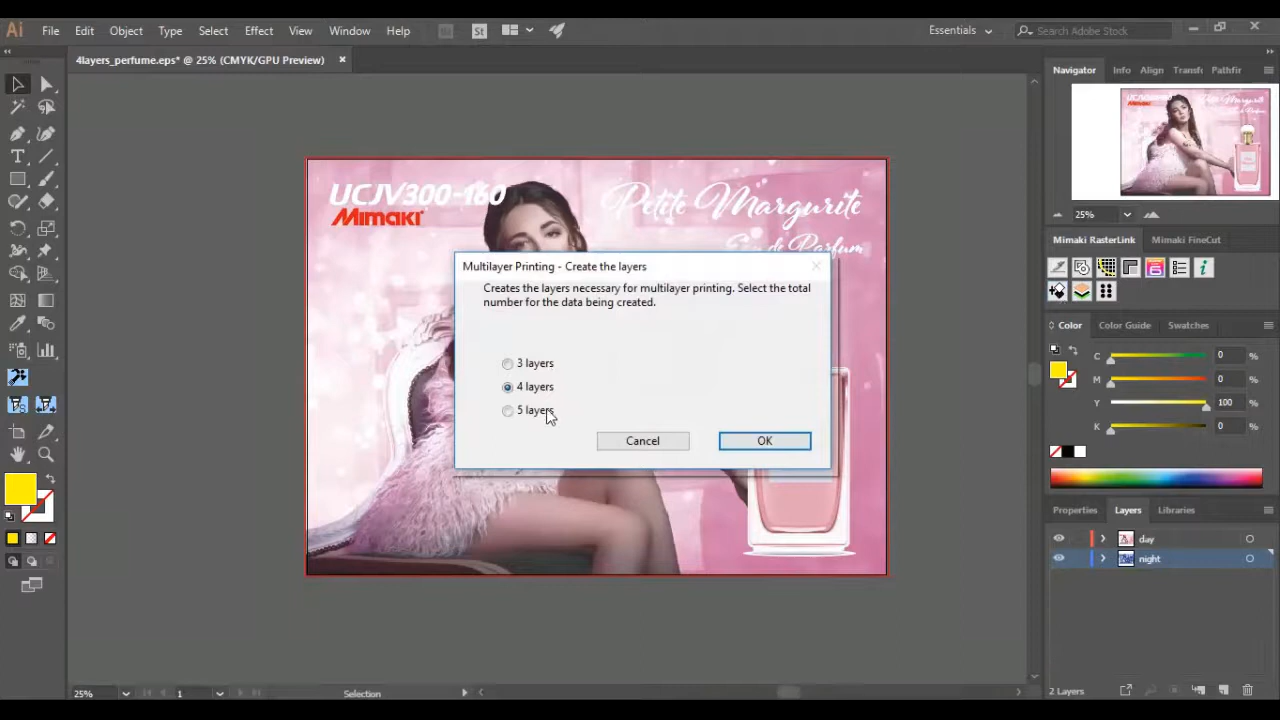 Ai File Edit Object Type Select Effect View Window Help St Essentials Search Adobe Stock
4layers_perfume.eps* @ 25% (CMYK/GPU Preview)
Navigator Info Align Transf Pathfir
UCJV300-160
Mimaki
Petite Margurite
Eau de Parfum
25%
Mimaki RasterLink Mimaki FineCut
Multilayer Printing - Create the layers
Creates the layers necessary for multilayer printing. Select the total
number for the data being created.
3 layers
4 layers
5 layers
Cancel OK
Color Color Guide Swatches
C 0 %
M 0 %
Y 100 %
K 0 %
Properties Layers Libraries
day
night
2 Layers
25% 1 Selection